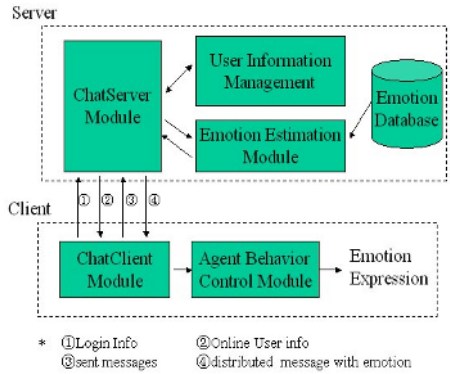 Server
ChatServer
Module
User Information
Management
Emotion Estimation
Module
Emotion
Database
① ② ③ ④
Client
ChatClient
Module
Agent Behavior
Control Module
Emotion
Expression
* ①Login Info ②Online User info
③sent messages ④distributed message with emotion